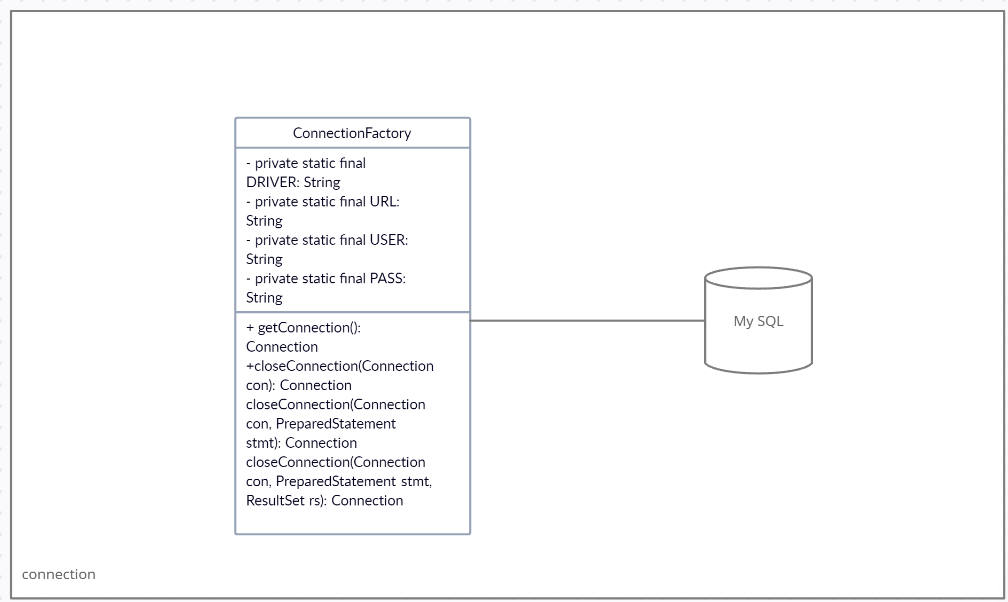 ConnectionFactory
- private static final
DRIVER: String
- private static final URL:
String
- private static final USER:
String
- private static final PASS:
String
+ getConnection():
Connection
+closeConnection(Connection
con): Connection
closeConnection(Connection
con, PreparedStatement
stmt): Connection
closeConnection(Connection
con, PreparedStatement stmt,
ResultSet rs): Connection
My SQL
connection